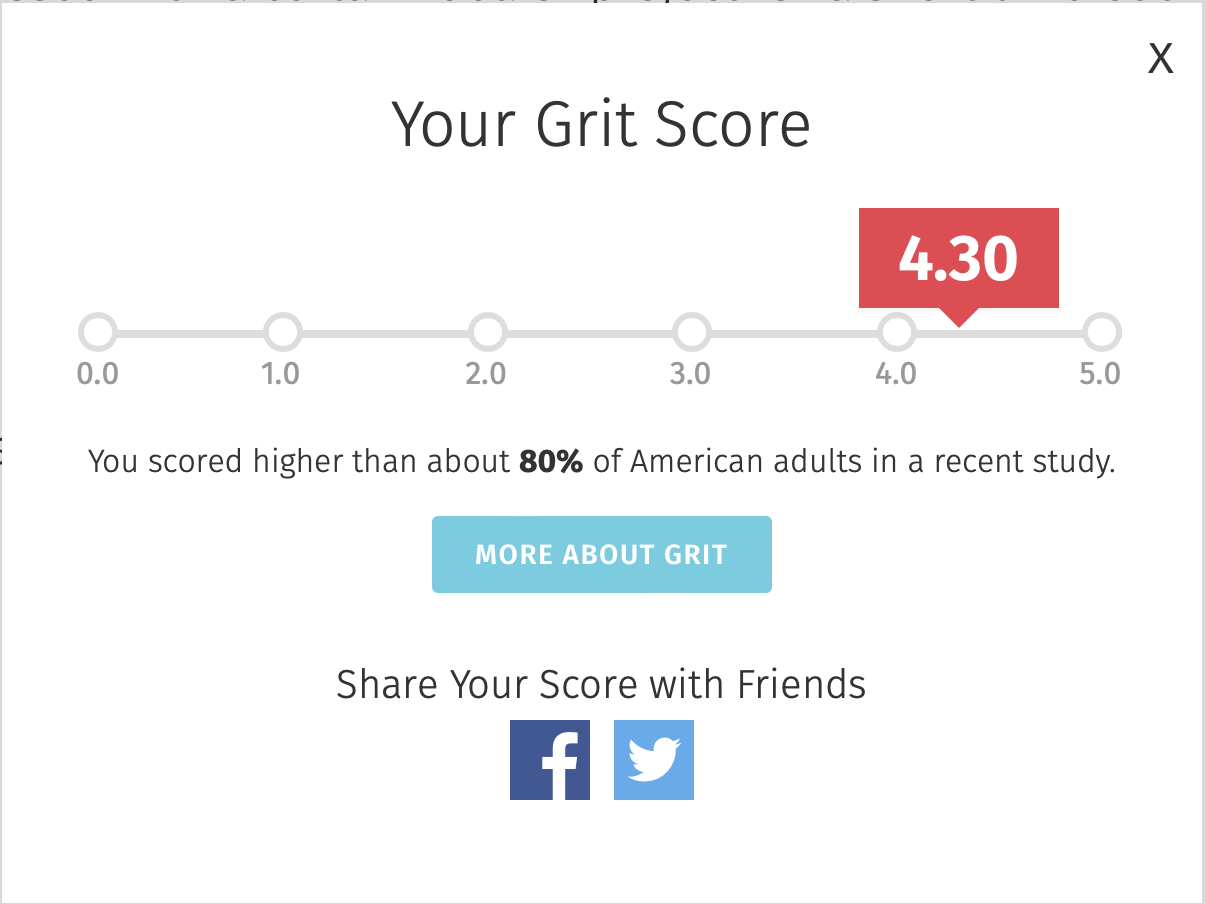 X
Your Grit Score
4.30
0.0 1.0 2.0 3.0 4.0 5.0
You scored higher than about 80% of American adults in a recent study.
MORE ABOUT GRIT
Share Your Score with Friends